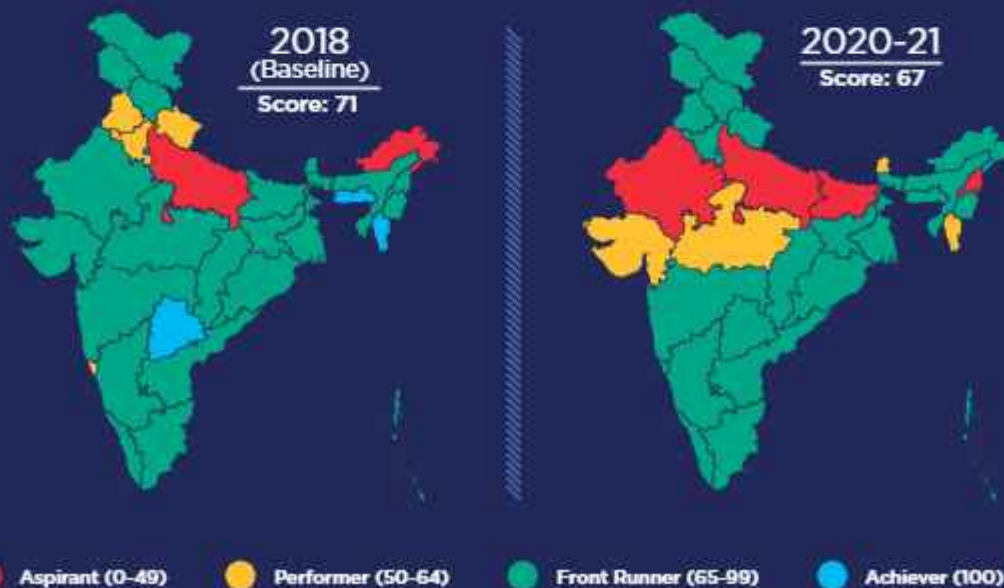 2018
(Baseline)
Score: 71
2020-21
Score: 67
Aspirant (0-49)
Performer (50-64)
Front Runner (65-99)
Achiever (100)